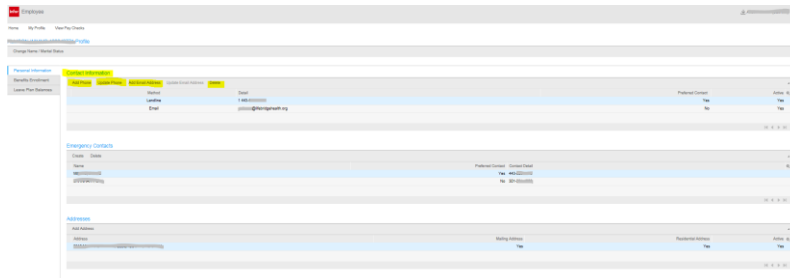 infor Employee
Home My Profile View Pay Checks
Profile
Change Name / Marital Status
Personal Information
Benefits Enrollment
Leave Plan Balances
Contact Information
Add Phone Update Phone Add Email Address Update Email Address Delete
Method Detail Preferred Contact Active
Landline Yes Yes
Email No Yes
Emergency Contacts
Create Delete
Name Preferred Contact Contact Detail
Yes
No
Addresses
Add Address
Address Mailing Address Residential Address Active
Yes Yes Yes